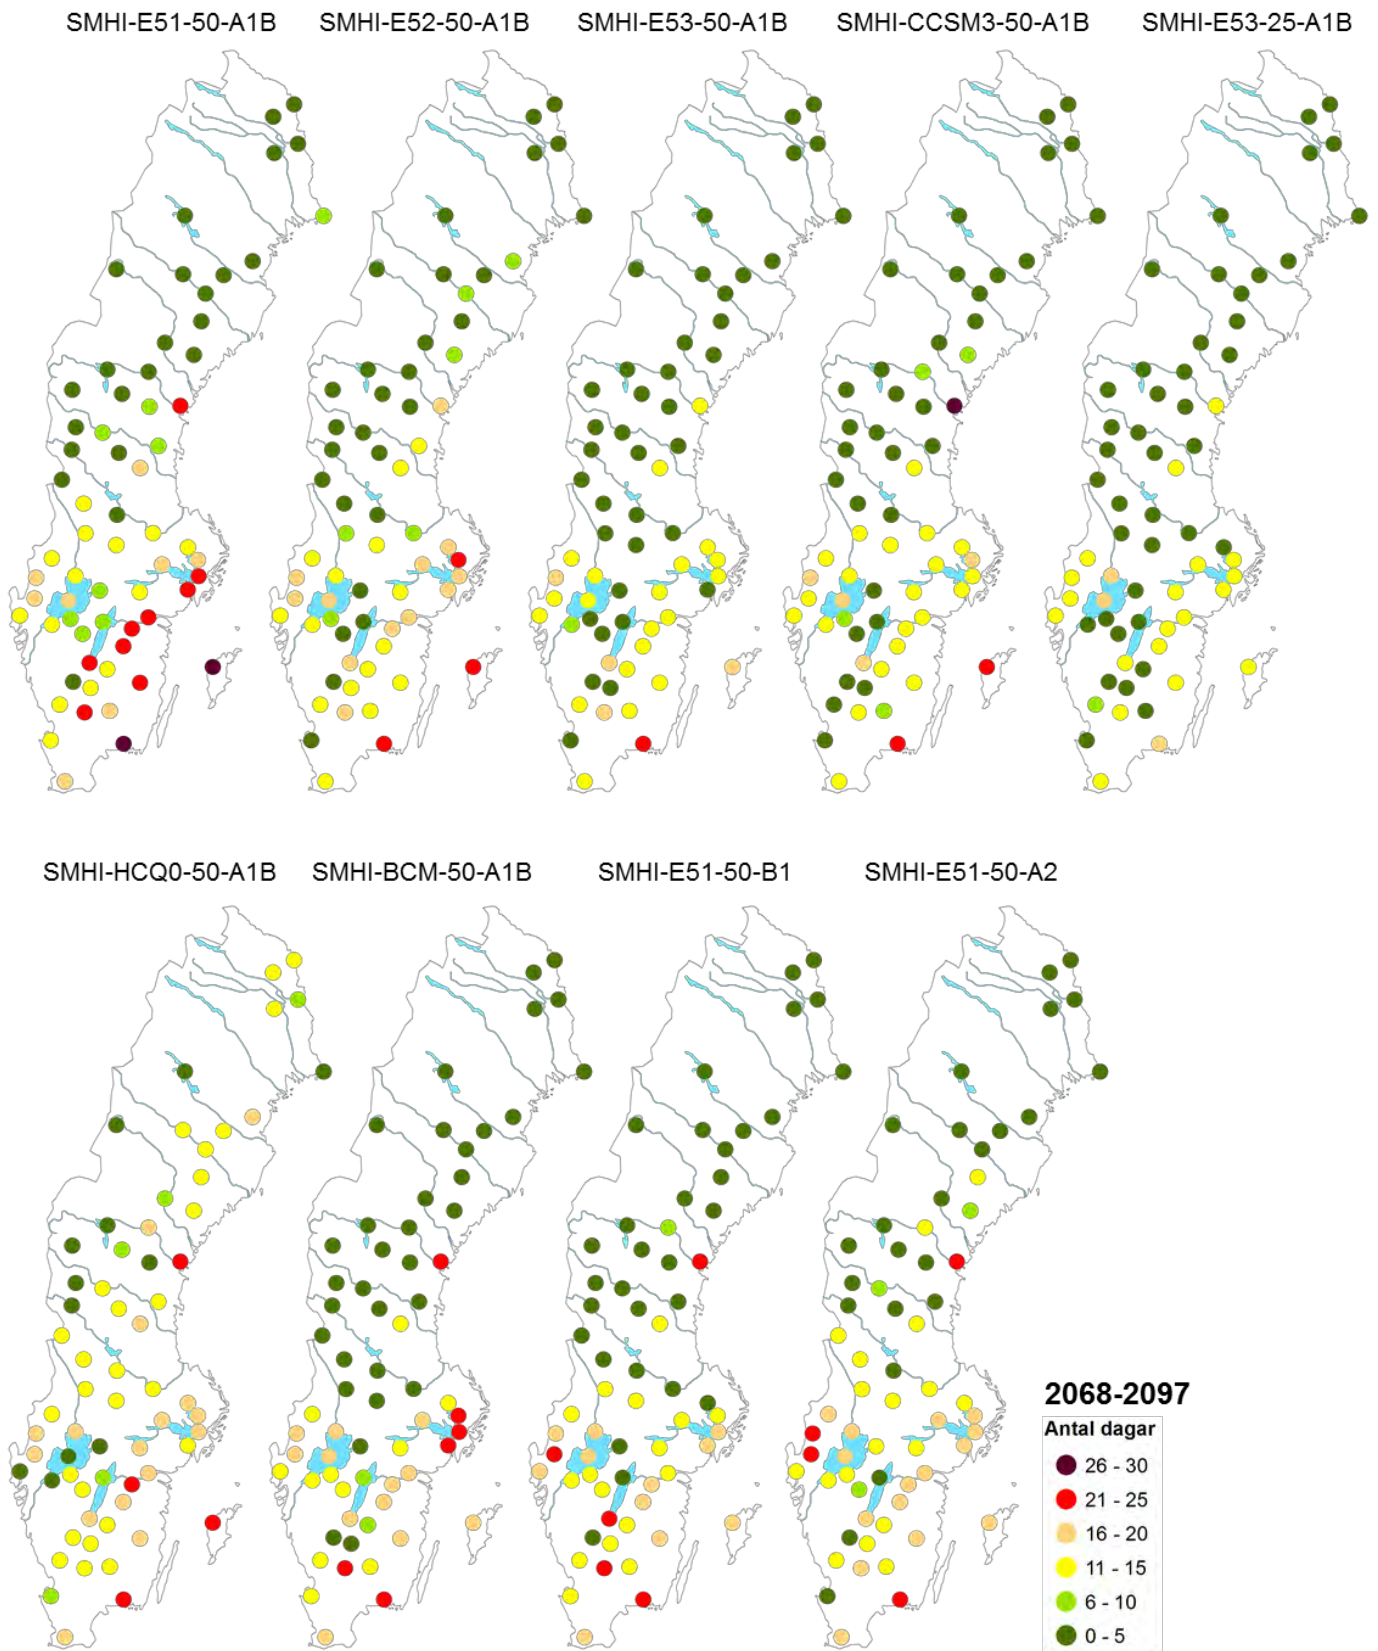 SMHI-E51-50-A1B SMHI-E52-50-A1B SMHI-E53-50-A1B SMHI-CCSM3-50-A1B SMHI-E53-25-A1B
SMHI-HCQ0-50-A1B SMHI-BCM-50-A1B SMHI-E51-50-B1 SMHI-E51-50-A2
2068-2097
Antal dagar
26 - 30
21 - 25
16 - 20
11 - 15
6 - 10
0 - 5